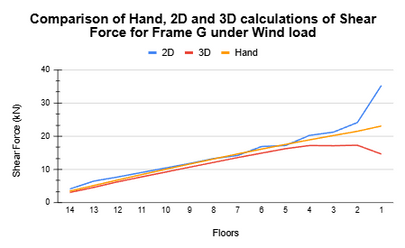 Comparison of Hand, 2D and 3D calculations of Shear
Force for Frame G under Wind load
2D 3D Hand
40
30
20
10
0
Shear Force (kN)
14 13 12 11 10 9 8 7 6 5 4 3 2 1
Floors